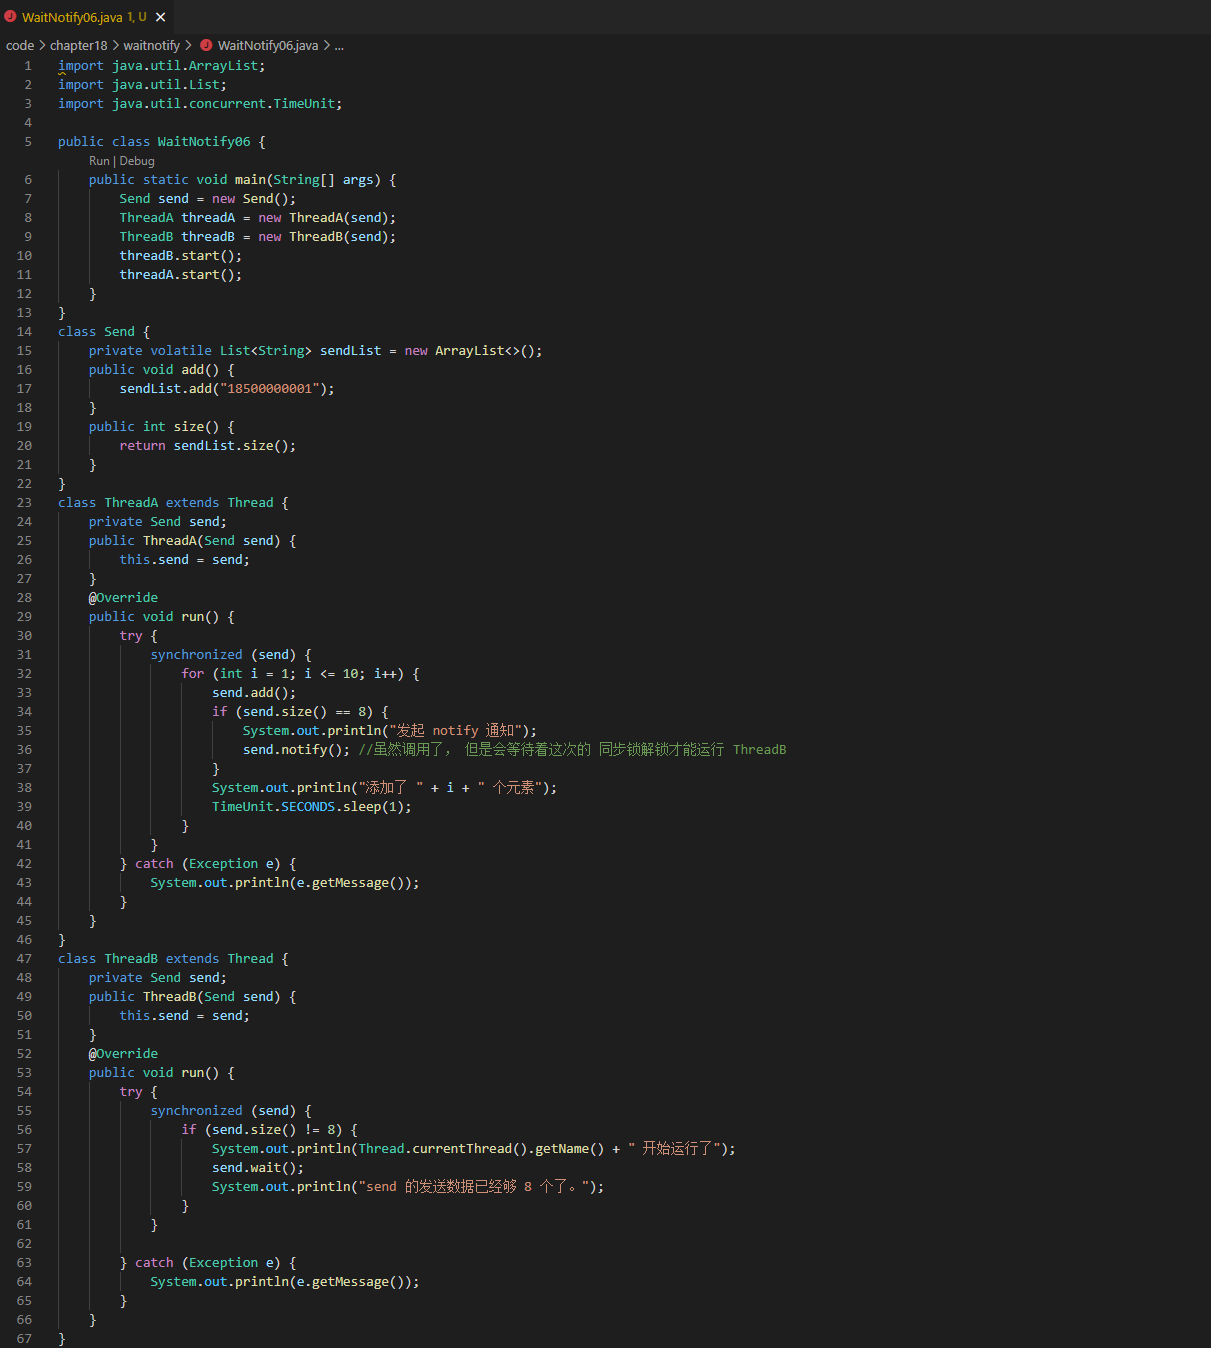 WaitNotify06.java 1, U ×
code > chapter18 > waitnotify > J WaitNotify06.java > ...
1 import java.util.ArrayList;
2 import java.util.List;
3 import java.util.concurrent.TimeUnit;
4
5 public class WaitNotify06 {
Run | Debug
6 public static void main(String[] args) {
7 Send send = new Send();
8 ThreadA threadA = new ThreadA(send);
9 ThreadB threadB = new ThreadB(send);
10 threadB.start();
11 threadA.start();
12 }
13 }
14 class Send {
15 private volatile List<String> sendList = new ArrayList<>();
16 public void add() {
17 sendList.add("18500000001");
18 }
19 public int size() {
20 return sendList.size();
21 }
22 }
23 class ThreadA extends Thread {
24 private Send send;
25 public ThreadA(Send send) {
26 this.send = send;
27 }
28 @Override
29 public void run() {
30 try {
31 synchronized (send) {
32 for (int i = 1; i <= 10; i++) {
33 send.add();
34 if (send.size() == 8) {
35 System.out.println("发起 notify 通知");
36 send.notify(); //虽然调用了, 但是会等待着这次的 同步锁解锁才能运行 ThreadB
37 }
38 System.out.println("添加了 " + i + " 个元素");
39 TimeUnit.SECONDS.sleep(1);
40 }
41 }
42 } catch (Exception e) {
43 System.out.println(e.getMessage());
44 }
45 }
46 }
47 class ThreadB extends Thread {
48 private Send send;
49 public ThreadB(Send send) {
50 this.send = send;
51 }
52 @Override
53 public void run() {
54 try {
55 synchronized (send) {
56 if (send.size() != 8) {
57 System.out.println(Thread.currentThread().getName() + " 开始运行了");
58 send.wait();
59 System.out.println("send 的发送数据已经够 8 个了。");
60 }
61 }
62
63 } catch (Exception e) {
64 System.out.println(e.getMessage());
65 }
66 }
67 }